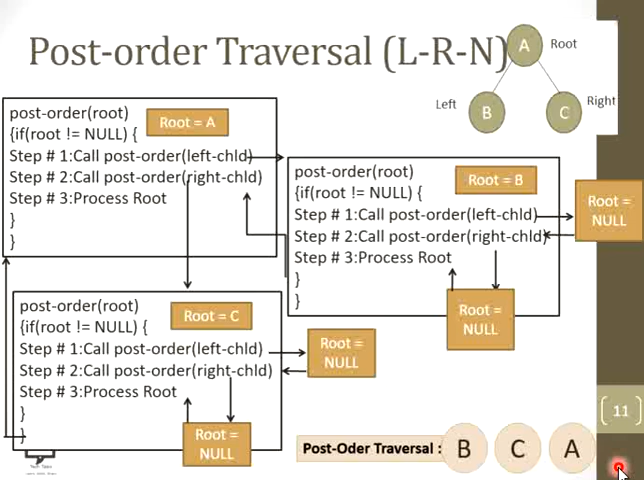 Post-order Traversal (L-R-N)
A
Root
Left
B
C
Right
post-order(root)
Root = A
{if(root != NULL) {
Step # 1:Call post-order(left-chld)
Step # 2:Call post-order(right-chld)
Step # 3:Process Root
}
}
post-order(root)
Root = B
{if(root != NULL) {
Step # 1:Call post-order(left-chld)
Step # 2:Call post-order(right-chld)
Step # 3:Process Root
}
}
Root =
NULL
Root =
NULL
post-order(root)
Root = C
{if(root != NULL) {
Step # 1:Call post-order(left-chld)
Step # 2:Call post-order(right-chld)
Step # 3:Process Root
}
}
Root =
NULL
Root =
NULL
Post-Oder Traversal :
B
C
A
11